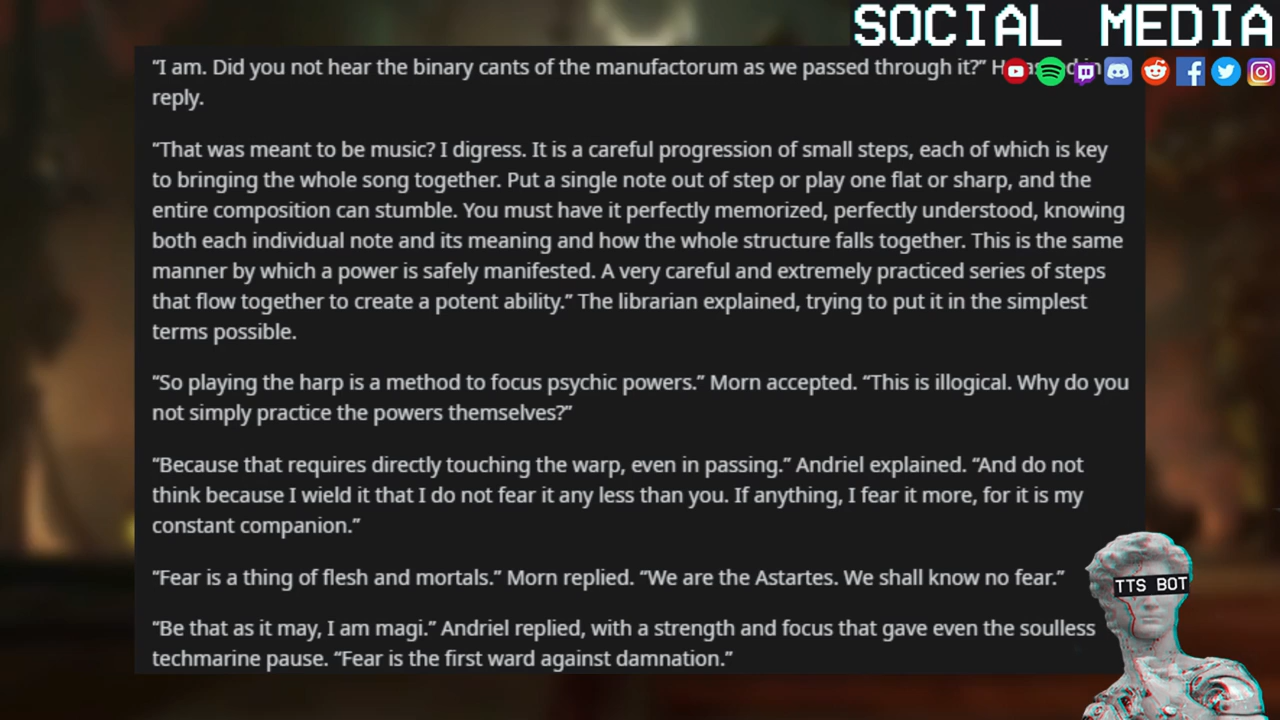 SOCIAL MEDIA
“I am. Did you not hear the binary cants of the manufactorum as we passed through it?”
reply.
“That was meant to be music? I digress. It is a careful progression of small steps, each of which is key
to bringing the whole song together. Put a single note out of step or play one flat or sharp, and the
entire composition can stumble. You must have it perfectly memorized, perfectly understood, knowing
both each individual note and its meaning and how the whole structure falls together. This is the same
manner by which a power is safely manifested. A very careful and extremely practiced series of steps
that flow together to create a potent ability.” The librarian explained, trying to put it in the simplest
terms possible.
“So playing the harp is a method to focus psychic powers.” Morn accepted. “This is illogical. Why do you
not simply practice the powers themselves?”
“Because that requires directly touching the warp, even in passing.” Andriel explained. “And do not
think because I wield it that I do not fear it any less than you. If anything, I fear it more, for it is my
constant companion.”
“Fear is a thing of flesh and mortals.” Morn replied. “We are the Astartes. We shall know no fear.”
“Be that as it may, I am magi.” Andriel replied, with a strength and focus that gave even the soulless
techmarine pause. “Fear is the first ward against damnation.”
TTS BOT